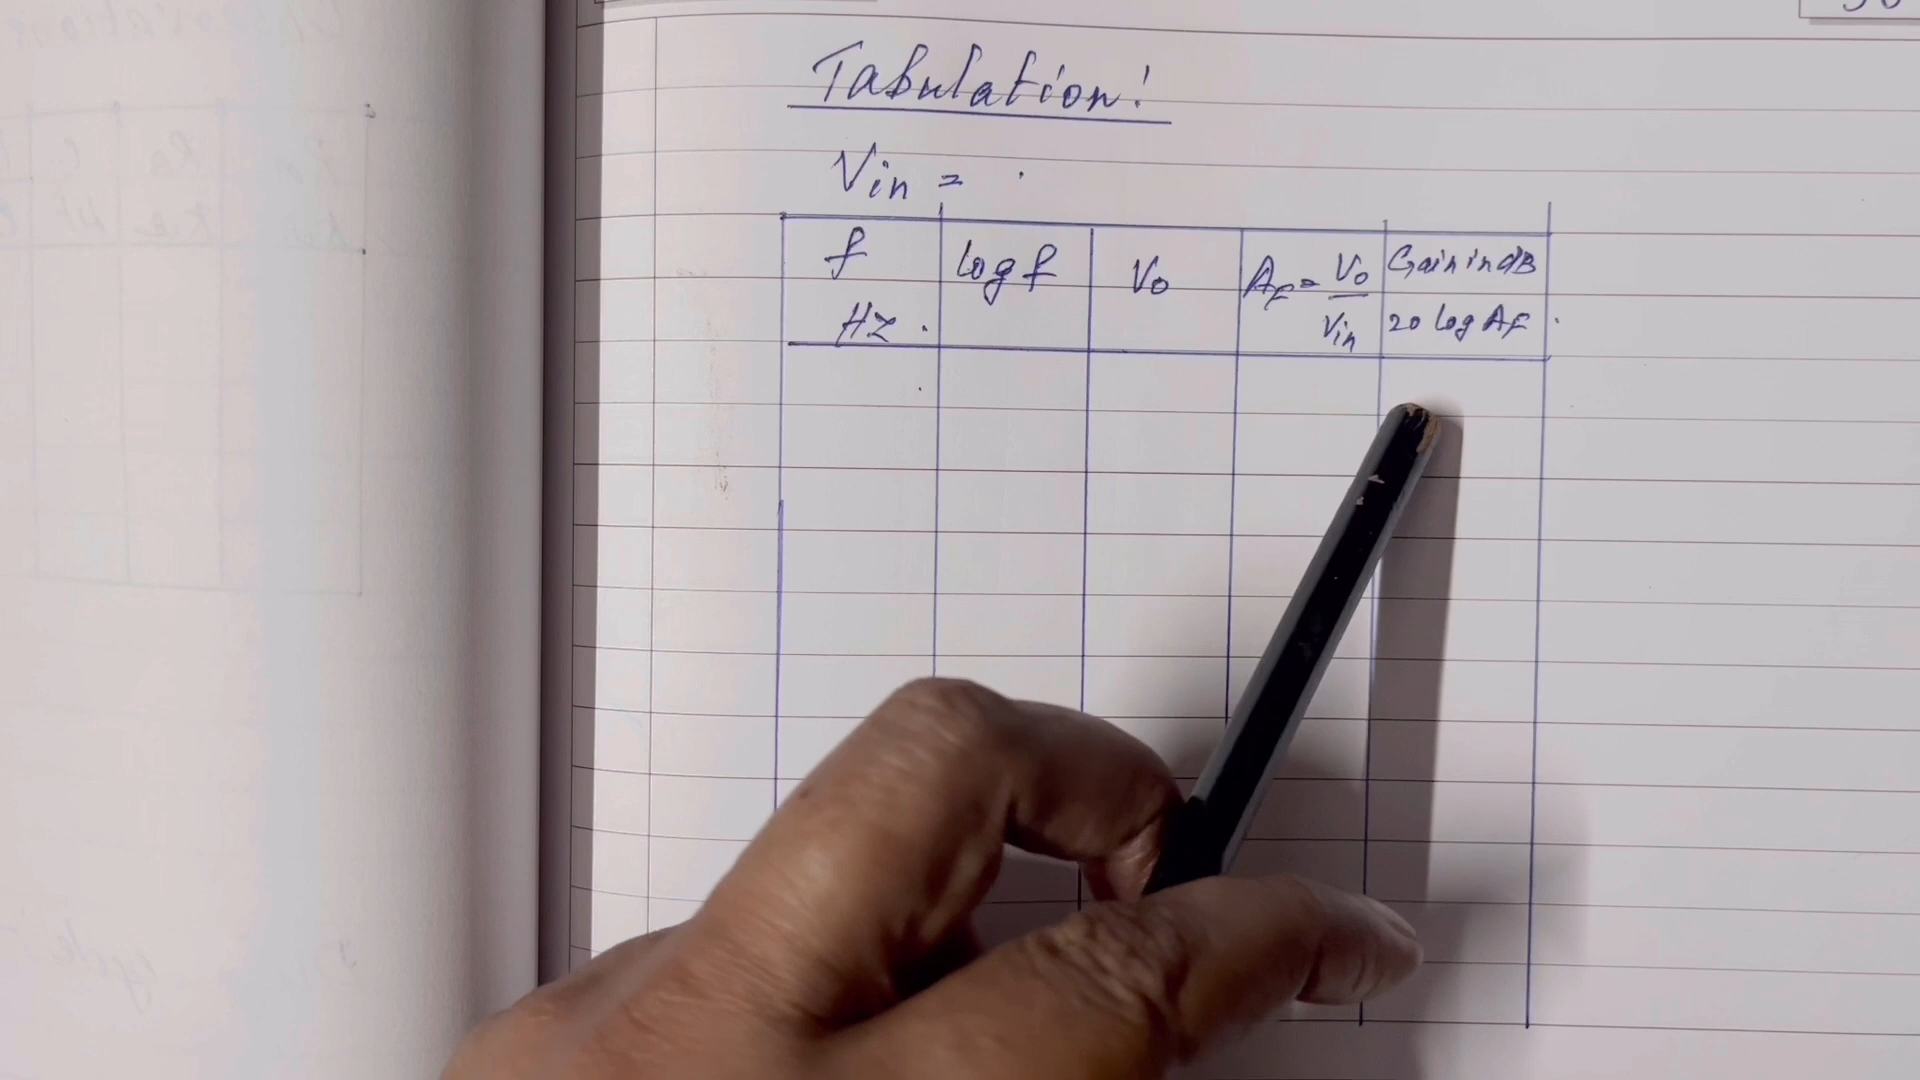 Tabulation:
Vin =
f Hz. | log f | Vo | AF = Vo/Vin | Gain in dB 20 log AF